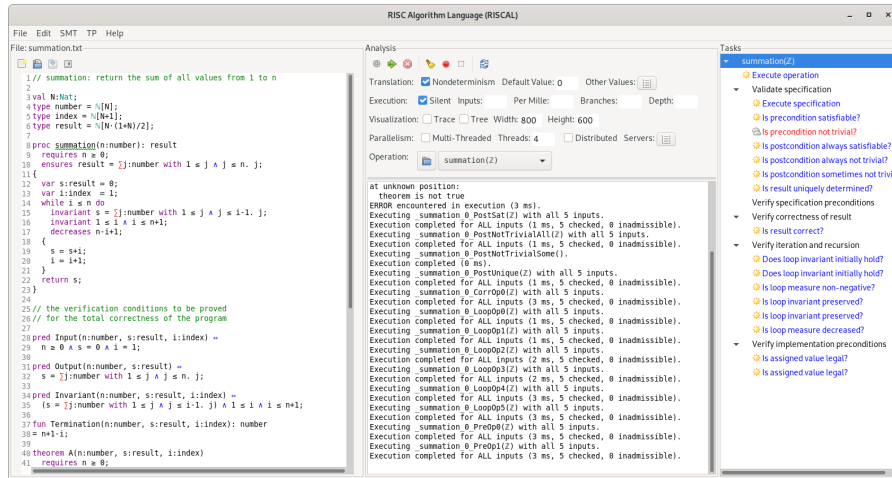 RISC Algorithm Language (RISCAL)
File Edit SMT TP Help
File: summation.txt
1 // summation: return the sum of all values from 1 to n
2
3 val N:Nat;
4 type number = ℕ[N];
5 type index = ℕ[N+1];
6 type result = ℕ[N·(1+N)/2];
7
8 proc summation(n:number): result
9 requires n ≥ 0;
10 ensures result = ∑j:number with 1 ≤ j ∧ j ≤ n. j;
11 {
12 var s:result = 0;
13 var i:index = 1;
14 while i ≤ n do
15 invariant s = ∑j:number with 1 ≤ j ∧ j ≤ i-1. j;
16 invariant 1 ≤ i ∧ i ≤ n+1;
17 decreases n-i+1;
18 {
19 s = s+i;
20 i = i+1;
21 }
22 return s;
23 }
24
25 // the verification conditions to be proved
26 // for the total correctness of the program
27
28 pred Input(n:number, s:result, i:index) ⇔
29 n ≥ 0 ∧ s = 0 ∧ i = 1;
30
31 pred Output(n:number, s:result) ⇔
32 s = ∑j:number with 1 ≤ j ∧ j ≤ n. j;
33
34 pred Invariant(n:number, s:result, i:index) ⇔
35 (s = ∑j:number with 1 ≤ j ∧ j ≤ i-1. j) ∧ 1 ≤ i ∧ i ≤ n+1;
36
37 fun Termination(n:number, s:result, i:index): number
38 = n+1-i;
39
40 theorem A(n:number, s:result, i:index)
41 requires n ≥ 0;
Analysis
Translation: Nondeterminism Default Value: 0 Other Values:
Execution: Silent Inputs: Per Mille: Branches: Depth:
Visualization: Trace Tree Width: 800 Height: 600
Parallelism: Multi-Threaded Threads: 4 Distributed Servers:
Operation: summation(ℤ)
at unknown position:
theorem is not true
ERROR encountered in execution (3 ms).
Executing _summation_0_PostSat(ℤ) with all 5 inputs.
Execution completed for ALL inputs (1 ms, 5 checked, 0 inadmissible).
Executing _summation_0_PostNotTrivialAll(ℤ) with all 5 inputs.
Execution completed for ALL inputs (1 ms, 5 checked, 0 inadmissible).
Executing _summation_0_PostNotTrivialSome().
Execution completed (0 ms).
Executing _summation_0_PostUnique(ℤ) with all 5 inputs.
Execution completed for ALL inputs (1 ms, 5 checked, 0 inadmissible).
Executing _summation_0_CorrOp0(ℤ) with all 5 inputs.
Execution completed for ALL inputs (3 ms, 5 checked, 0 inadmissible).
Executing _summation_0_LoopOp0(ℤ) with all 5 inputs.
Execution completed for ALL inputs (1 ms, 5 checked, 0 inadmissible).
Executing _summation_0_LoopOp1(ℤ) with all 5 inputs.
Execution completed for ALL inputs (1 ms, 5 checked, 0 inadmissible).
Executing _summation_0_LoopOp2(ℤ) with all 5 inputs.
Execution completed for ALL inputs (2 ms, 5 checked, 0 inadmissible).
Executing _summation_0_LoopOp3(ℤ) with all 5 inputs.
Execution completed for ALL inputs (2 ms, 5 checked, 0 inadmissible).
Executing _summation_0_LoopOp4(ℤ) with all 5 inputs.
Execution completed for ALL inputs (3 ms, 5 checked, 0 inadmissible).
Executing _summation_0_LoopOp5(ℤ) with all 5 inputs.
Execution completed for ALL inputs (3 ms, 5 checked, 0 inadmissible).
Executing _summation_0_PreOp0(ℤ) with all 5 inputs.
Execution completed for ALL inputs (3 ms, 5 checked, 0 inadmissible).
Executing _summation_0_PreOp1(ℤ) with all 5 inputs.
Execution completed for ALL inputs (3 ms, 5 checked, 0 inadmissible).
Tasks
summation(ℤ)
Execute operation
Validate specification
Execute specification
Is precondition satisfiable?
Is precondition not trivial?
Is postcondition always satisfiable?
Is postcondition always not trivial?
Is postcondition sometimes not trivi
Is result uniquely determined?
Verify specification preconditions
Verify correctness of result
Is result correct?
Verify iteration and recursion
Does loop invariant initially hold?
Does loop invariant initially hold?
Is loop measure non-negative?
Is loop invariant preserved?
Is loop invariant preserved?
Is loop measure decreased?
Verify implementation preconditions
Is assigned value legal?
Is assigned value legal?